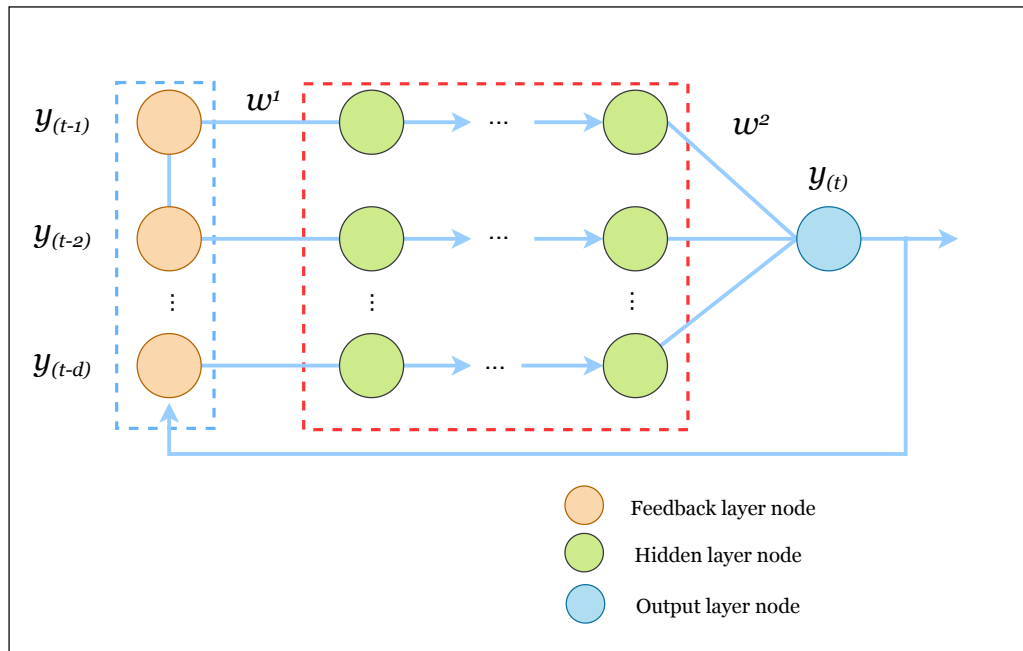 w¹
y(t-1)
...
w²
y(t)
y(t-2)
...
⋮
⋮
⋮
y(t-d)
...
Feedback layer node
Hidden layer node
Output layer node